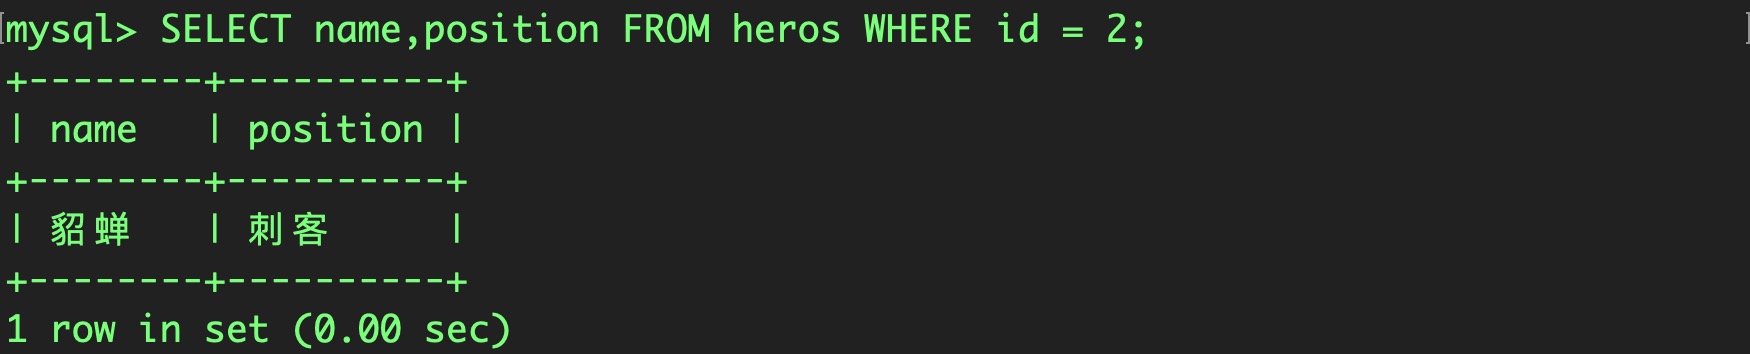 mysql> SELECT name,position FROM heros WHERE id = 2;
+--------+----------+
| name   | position |
+--------+----------+
| 貂蝉   | 刺客     |
+--------+----------+
1 row in set (0.00 sec)